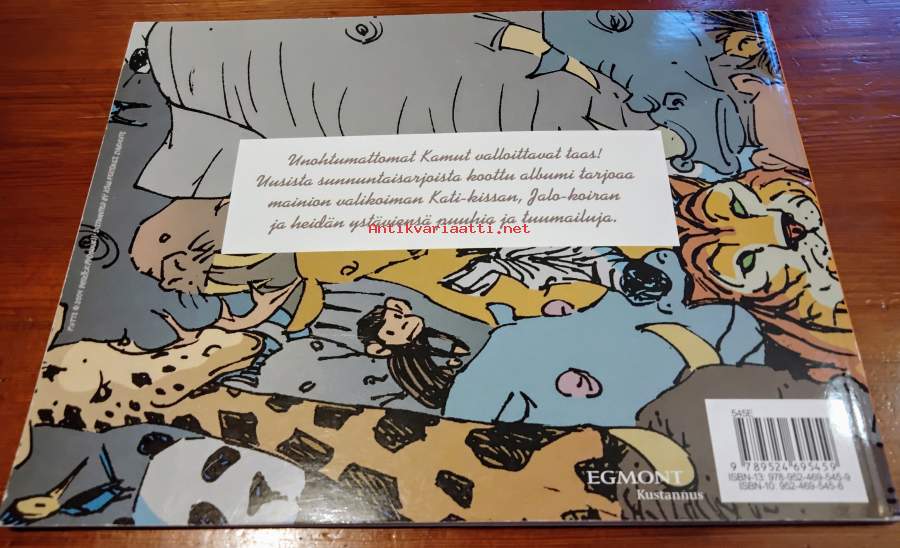 Unohtumattomat Kamut valloittavat taas!
Uusista sunnuntaisarjoista koottu albumi tarjoaa
mainion valikoiman Kati-kissan, Jalo-koiran
ja heidän ystäviensä puuhia ja tuumailuja.
Antikvariaatti.net
545E
9 789524 695459
ISBN-13: 978-952-469-545-9
ISBN-10: 952-469-545-6
EGMONT
Kustannus